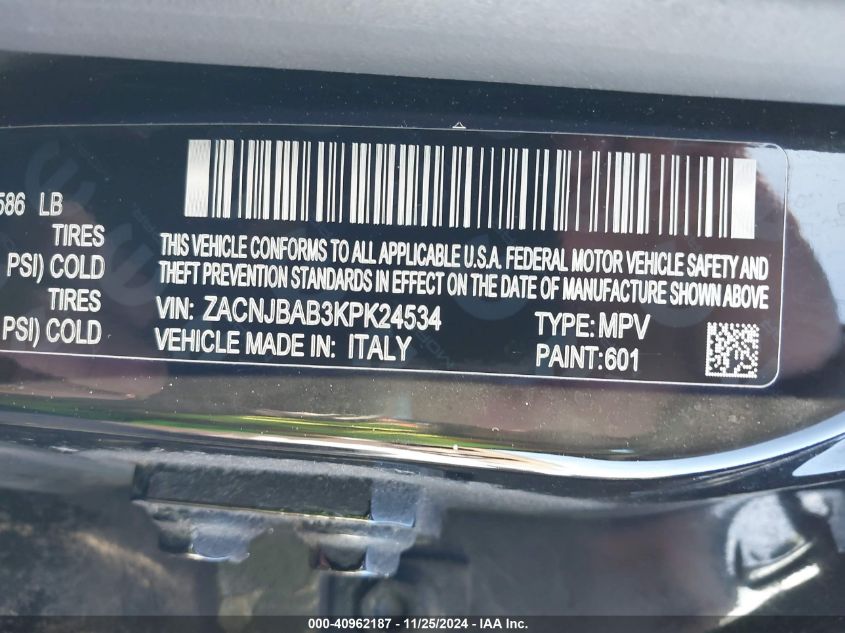 586 LB
TIRES
PSI) COLD
TIRES
PSI) COLD
THIS VEHICLE CONFORMS TO ALL APPLICABLE U.S.A. FEDERAL MOTOR VEHICLE SAFETY AND
THEFT PREVENTION STANDARDS IN EFFECT ON THE DATE OF MANUFACTURE SHOWN ABOVE
VIN: ZACNJBAB3KPK24534 TYPE: MPV
VEHICLE MADE IN: ITALY PAINT:601
000-40962187 - 11/25/2024 - IAA Inc.